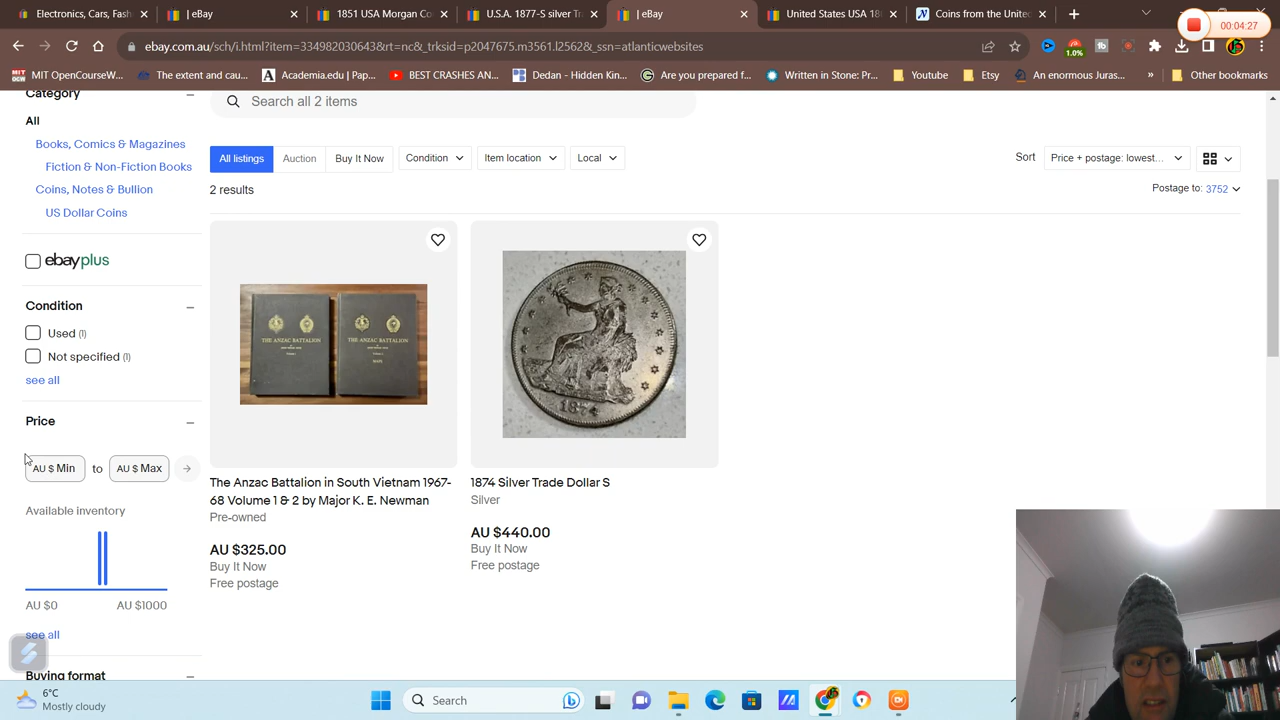 Electronics, Cars, Fash
| eBay
1851 USA Morgan Co
U.S.A. 1877-S silver Tra
| eBay
United States USA 18
Coins from the Unite
00:04:27
ebay.com.au/sch/i.html?item=334982080643&rt=nc&_trksid=p2047675.m3561.l2562&_ssn=atlanticwebsites
1.0%
MIT OpenCourseW...
The extent and cau...
Academia.edu | Pap...
BEST CRASHES AN...
Dedan - Hidden Kin...
Are you prepared f...
Written in Stone: Pr...
Youtube
Etsy
An enormous Juras...
»
Other bookmarks
Category
All
Books, Comics & Magazines
Fiction & Non-Fiction Books
Coins, Notes & Bullion
US Dollar Coins
ebayplus
Condition
Used (1)
Not specified (1)
see all
Price
AU $ Min to AU $ Max
Available inventory
AU $0 AU $1000
see all
Buying format
Search all 2 items
All listings
Auction
Buy It Now
Condition
Item location
Local
Sort
Price + postage: lowest...
2 results
Postage to: 3752
THE ANZAC BATTALION
THE ANZAC BATTALION
MAPS
1874
The Anzac Battalion in South Vietnam 1967-
68 Volume 1 & 2 by Major K. E. Newman
Pre-owned
AU $325.00
Buy It Now
Free postage
1874 Silver Trade Dollar S
Silver
AU $440.00
Buy It Now
Free postage
6°C
Mostly cloudy
Search